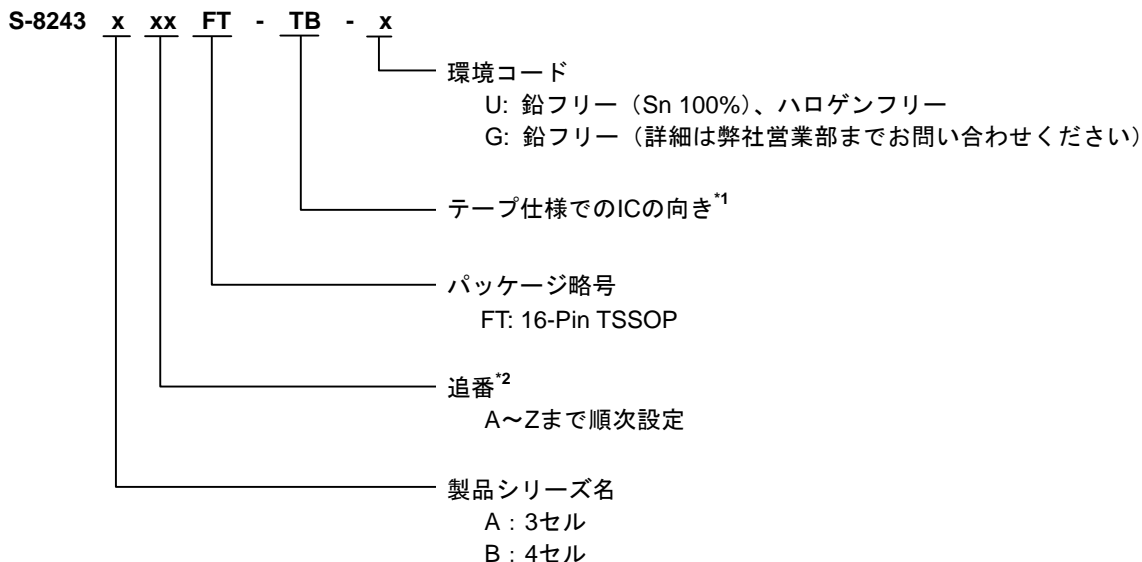 S-8243 x xx FT - TB - x
環境コード
U: 鉛フリー（Sn 100%）、ハロゲンフリー
G: 鉛フリー（詳細は弊社営業部までお問い合わせください）
テープ仕様でのICの向き*1
パッケージ略号
FT: 16-Pin TSSOP
追番*2
A～Zまで順次設定
製品シリーズ名
A：3セル
B：4セル